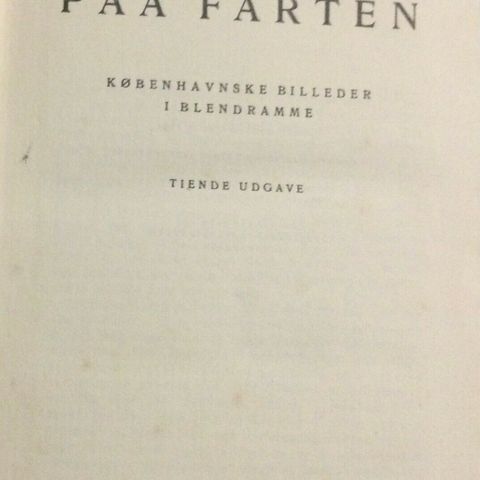 PAA FARTEN
KØBENHAVNSKE BILLEDER
I BLENDRAMME
TIENDE UDGAVE